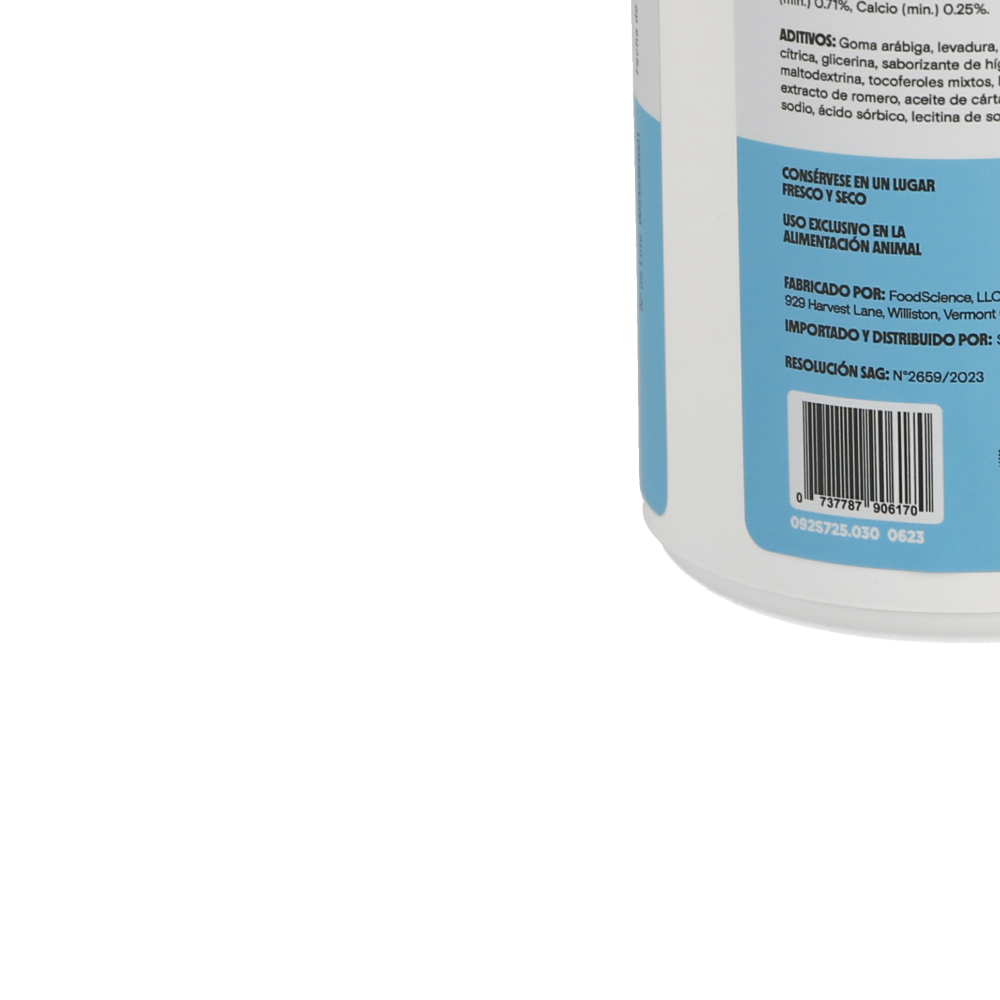 (min.) 0.71%, Calcio (min.) 0.25%.
ADITIVOS: Goma arábiga, levadura,
cítrica, glicerina, saborizante de híg
maltodextrina, tocoferoles mixtos,
extracto de romero, aceite de cárta
sodio, ácido sórbico, lecitina de so
CONSÉRVESE EN UN LUGAR
FRESCO Y SECO
USO EXCLUSIVO EN LA
ALIMENTACIÓN ANIMAL
FABRICADO POR: FoodScience, LLC
929 Harvest Lane, Williston, Vermont
IMPORTADO Y DISTRIBUIDO POR:
RESOLUCIÓN SAG: N°2659/2023
0 737787 906170
092S725.030 0623
Fecha de